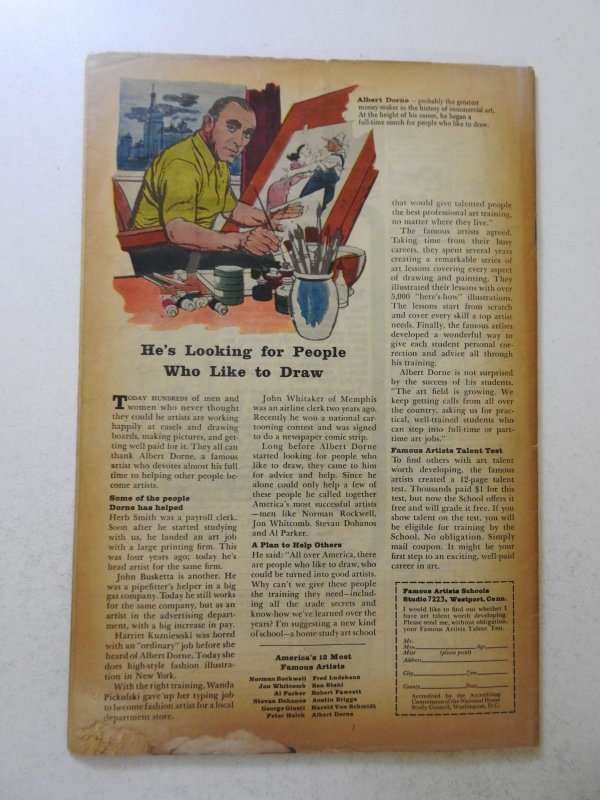 Albert Dorne – probably the greatest
money-maker in the history of commercial art.
At the height of his career, he began a
full-time search for people who like to draw.
He's Looking for People
Who Like to Draw
TODAY HUNDREDS of men and
women who never thought
they could be artists are working
happily at easels and drawing
boards, making pictures, and get-
ting well paid for it. They all can
thank Albert Dorne, a famous
artist who devotes almost his full
time to helping other people be-
come artists.
Some of the people
Dorne has helped
Herb Smith was a payroll clerk.
Soon after he started studying
with us, he landed an art job
with a large printing firm. This
was four years ago; today he's
head artist for the same firm.
John Busketta is another. He
was a pipefitter's helper in a big
gas company. Today he still works
for the same company, but as an
artist in the advertising depart-
ment, with a big increase in pay.
Harriet Kuzniewski was bored
with an "ordinary" job before she
heard of Albert Dorne. Today she
does high-style fashion illustra-
tion in New York.
With the right training, Wanda
Pickulski gave up her typing job
to become fashion artist for a local
department store.
John Whitaker of Memphis
was an airline clerk two years ago.
Recently he won a national car-
tooning contest and was signed
to do a newspaper comic strip.
Long before Albert Dorne
started looking for people who
like to draw, they came to him
for advice and help. Since he
alone could only help a few of
these people he called together
America's most successful artists
—men like Norman Rockwell,
Jon Whitcomb, Stevan Dohanos
and Al Parker.
A Plan to Help Others
He said: "All over America, there
are people who like to draw, who
could be turned into good artists.
Why can't we give these people
the training they need—includ-
ing all the trade secrets and
know-how we've learned over the
years? I'm suggesting a new kind
of school—a home study art school
America's 12 Most
Famous Artists
Norman Rockwell Fred Ludekens
Jon Whitcomb Ben Stahl
Al Parker Robert Fawcett
Stevan Dohanos Austin Briggs
George Giusti Harold Von Schmidt
Peter Helck Albert Dorne
that would give talented people
the best professional art training,
no matter where they live."
The famous artists agreed.
Taking time from their busy
careers, they spent several years
creating a remarkable series of
art lessons covering every aspect
of drawing and painting. They
illustrated their lessons with over
5,000 "here's-how" illustrations.
The lessons start from scratch
and cover every skill a top artist
needs. Finally, the famous artists
developed a wonderful way to
give each student personal cor-
rection and advice all through
his training.
Albert Dorne is not surprised
by the success of his students.
"The art field is growing. We
keep getting calls from all over
the country, asking us for prac-
tical, well-trained students who
can step into full-time or part-
time art jobs."
Famous Artists Talent Test
To find others with art talent
worth developing, the famous
artists created a 12-page talent
test. Thousands paid $1 for this
test, but now the School offers it
free and will grade it free. If you
show talent on the test, you will
be eligible for training by the
School. No obligation. Simply
mail coupon. It might be your
first step to an exciting, well-paid
career in art.
Famous Artists Schools
Studio 7223, Westport, Conn.
I would like to find out whether I
have art talent worth developing.
Please send me, without obligation,
your Famous Artists Talent Test.
Mr.
Mrs. Age
Miss (please print)
Address
City Zone
County State
Accredited by the Accrediting
Commission of the National Home
Study Council, Washington, D.C.